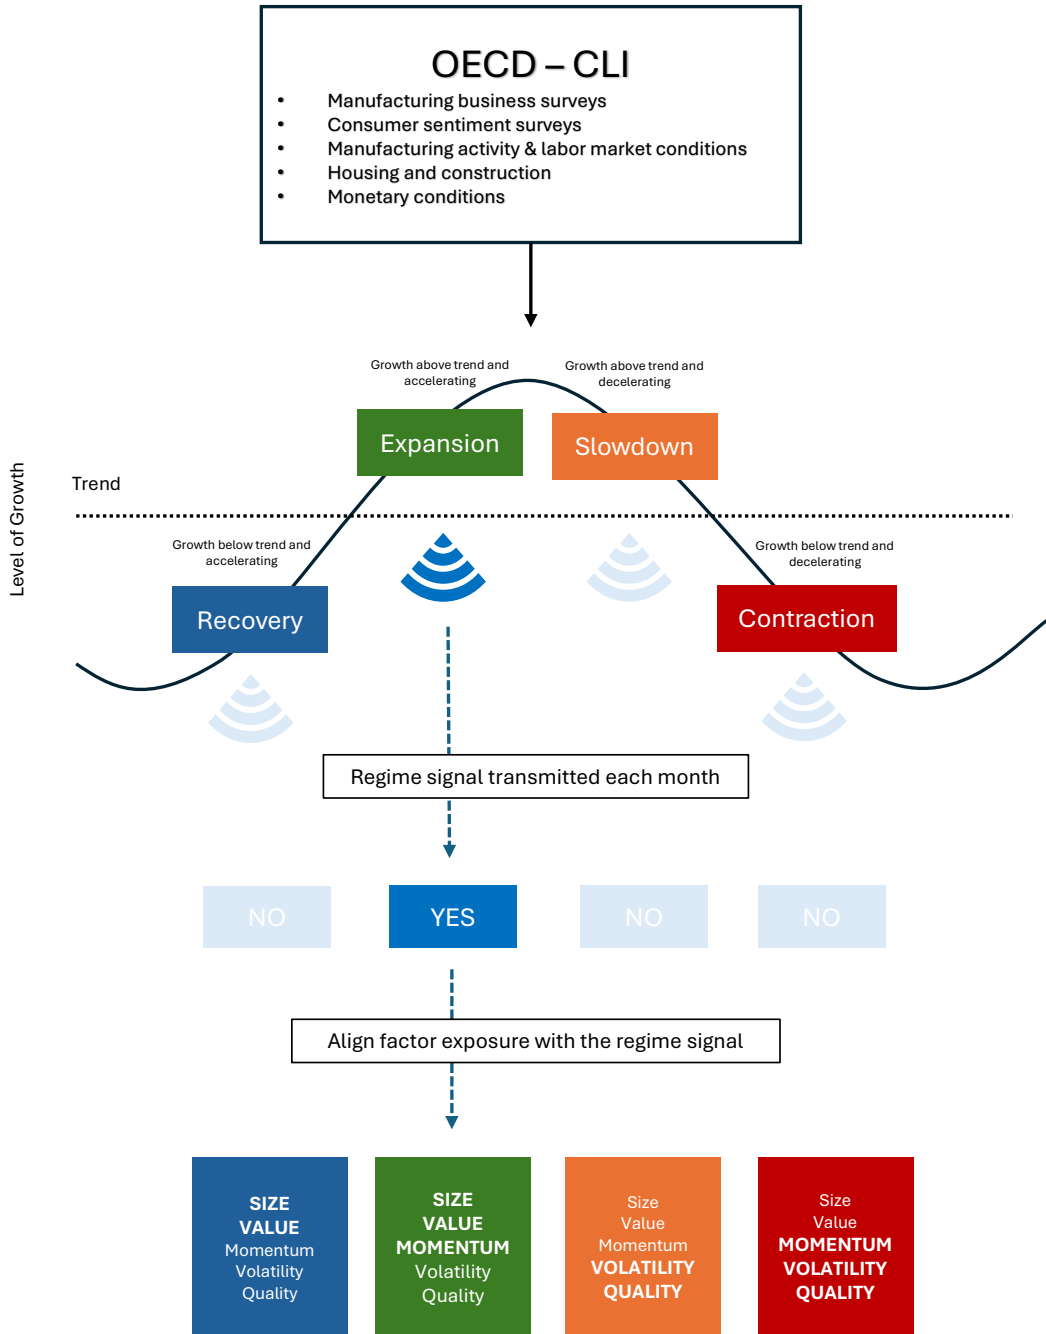 OECD – CLI
• Manufacturing business surveys
• Consumer sentiment surveys
• Manufacturing activity & labor market conditions
• Housing and construction
• Monetary conditions
Growth above trend and
accelerating
Growth above trend and
decelerating
Expansion
Slowdown
Level of Growth
Trend
Growth below trend and
accelerating
Growth below trend and
decelerating
Recovery
Contraction
Regime signal transmitted each month
NO
YES
NO
NO
Align factor exposure with the regime signal
SIZE
VALUE
Momentum
Volatility
Quality
SIZE
VALUE
MOMENTUM
Volatility
Quality
Size
Value
Momentum
VOLATILITY
QUALITY
Size
Value
MOMENTUM
VOLATILITY
QUALITY